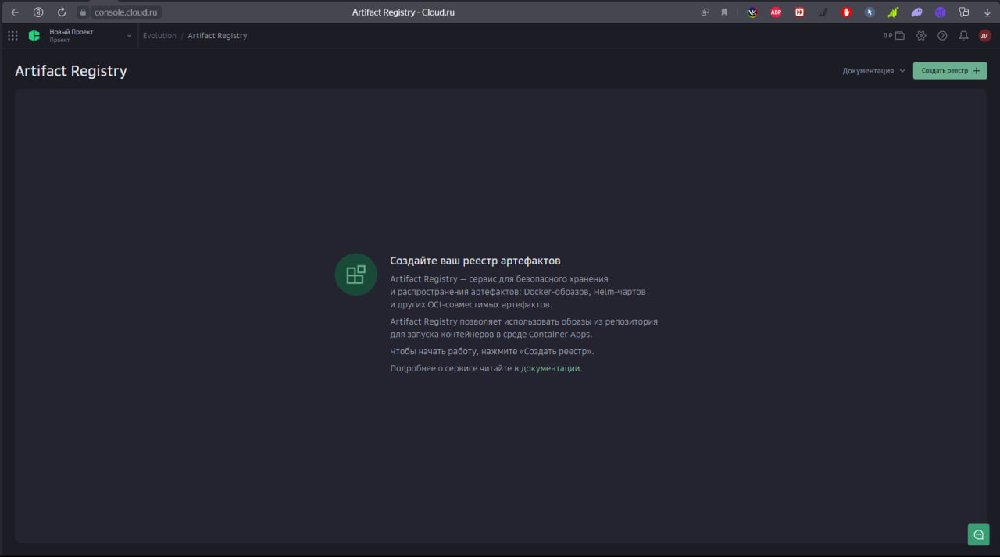 console.cloud.ru
Artifact Registry - Cloud.ru
ABP
Новый Проект
Проект
Evolution / Artifact Registry
0 ₽
ДГ
Artifact Registry
Документация
Создать реестр +
Создайте ваш реестр артефактов
Artifact Registry — сервис для безопасного хранения
и распространения артефактов: Docker-образов, Helm-чартов
и других OCI-совместимых артефактов.
Artifact Registry позволяет использовать образы из репозитория
для запуска контейнеров в среде Container Apps.
Чтобы начать работу, нажмите «Создать реестр».
Подробнее о сервисе читайте в документации.